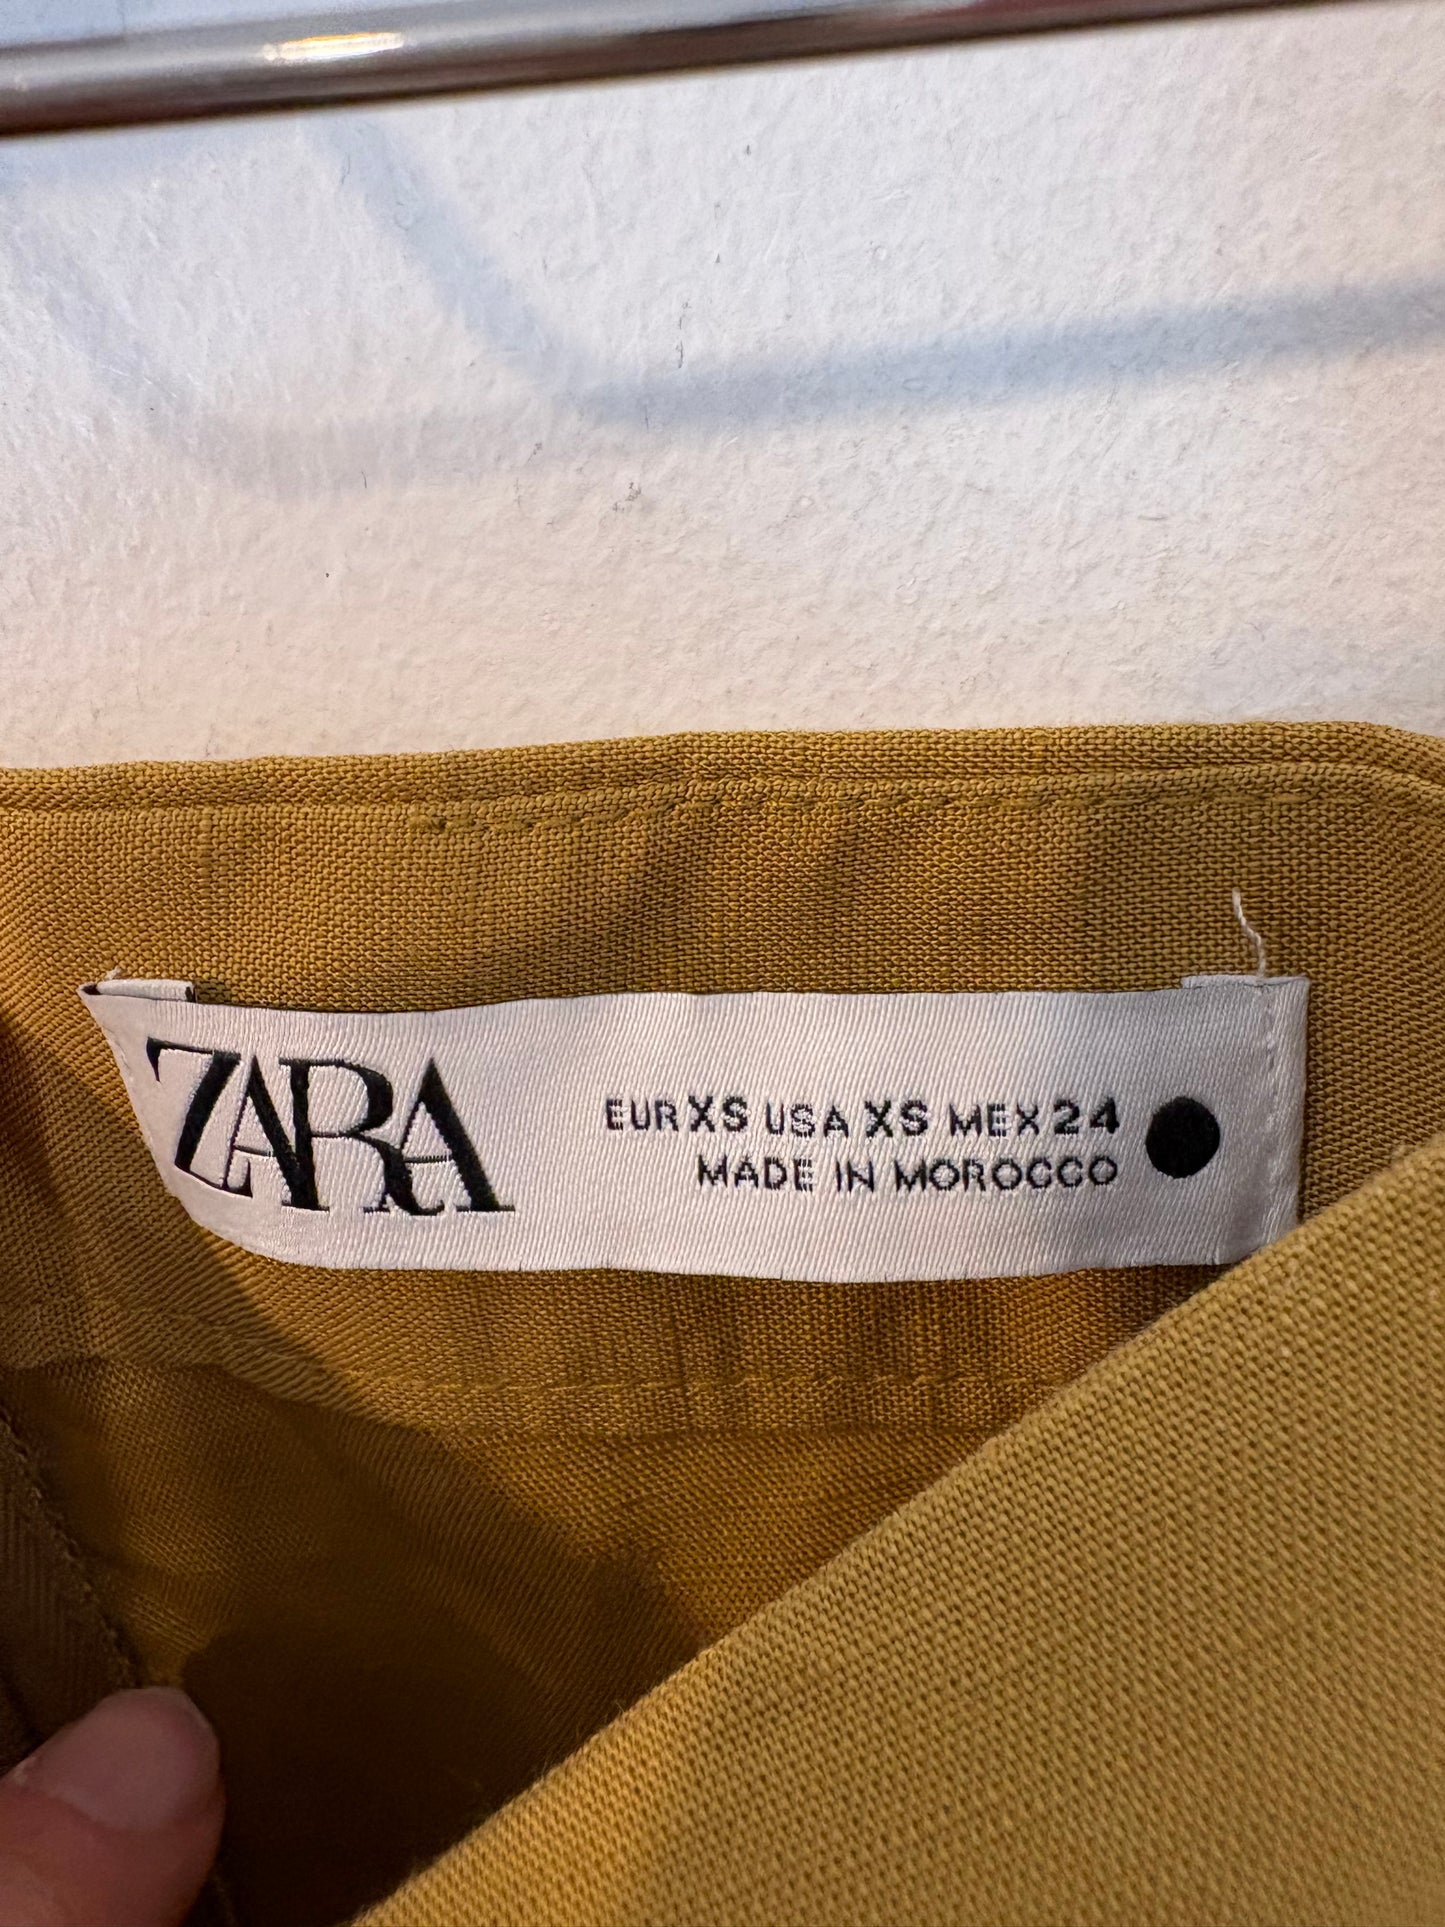 ZARA
EUR XS USA XS MEX 24
MADE IN MOROCCO